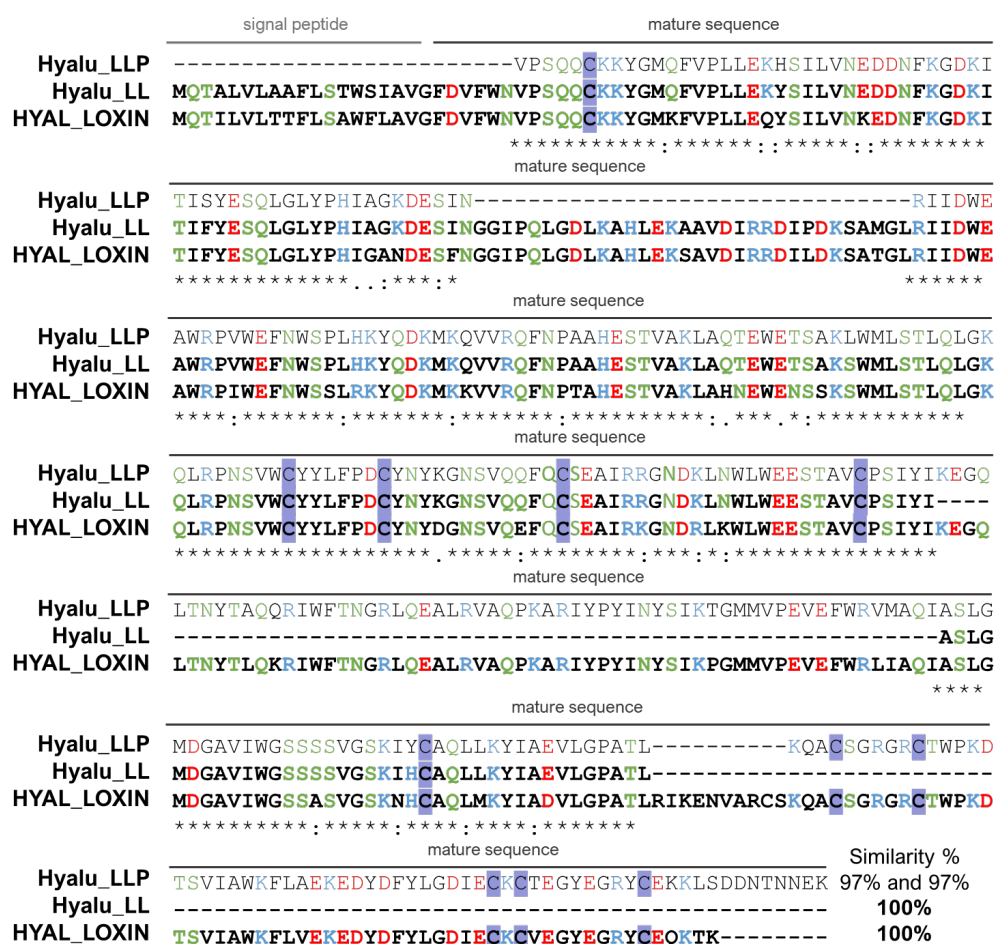 signal peptide mature sequence
Hyalu_LLP -------------------------VPSQQCKKYGMQFVPLLEKHSILVNEDDNFKGDKI
Hyalu_LL MQTALVLAAFLSTWSIAVGFDVFWNVPSQQCKKYGMQFVPLLEKYSILVNEDDNFKGDKI
HYAL_LOXIN MQTILVLTTFLSAWFLAVGFDVFWNVPSQQCKKYGMKFVPLLEQYSILVNKEDNFKGDKI
***********:******::*****::********
mature sequence
Hyalu_LLP TISYESQLGLYPHIAGKDESIN--------------------------------RIIDWE
Hyalu_LL TIFYESQLGLYPHIAGKDESINGGIPQLGDLKAHLEKAAVDIRRDIPDKSAMGLRIIDWE
HYAL_LOXIN TIFYESQLGLYPHIGANDESFNGGIPQLGDLKAHLEKSAVDIRRDILDKSATGLRIIDWE
*************..:***:* ******
mature sequence
Hyalu_LLP AWRPVWEFNWSPLHKYQDKMKQVVRQFNPAAHESTVAKLAQTEWETSAKLWMLSTLQLGK
Hyalu_LL AWRPVWEFNWSPLHKYQDKMKQVVRQFNPAAHESTVAKLAQTEWETSAKSWMLSTLQLGK
HYAL_LOXIN AWRPIWEFNWSSLRKYQDKMKKVVRQFNPTAHESTVAKLAHNEWENSSKSWMLSTLQLGK
****:******.*:*******:*******:**********:..***.*:************
mature sequence
Hyalu_LLP QLRPNSVWCYYLFPDCYNYKGNSVQQFQCSEAIRRGNDKLNWLWEESTAVCPSIYIKEGQ
Hyalu_LL QLRPNSVWCYYLFPDCYNYKGNSVQQFQCSEAIRRGNDKLNWLWEESTAVCPSIYI----
HYAL_LOXIN QLRPNSVWCYYLFPDCYNYDGNSVQEFQCSEAIRKGNDRLKWLWEESTAVCPSIYIKEGQ
*******************.*****:********:***:*:***************
mature sequence
Hyalu_LLP LTNYTAQQRIWFTNGRLQEALRVAQPKARIYPYINYSIKTGMMVPEVEFWRVMAQIASLG
Hyalu_LL --------------------------------------------------------ASLG
HYAL_LOXIN LTNYTLQKRIWFTNGRLQEALRVAQPKARIYPYINYSIKPGMMVPEVEFWRLIAQIASLG
****
mature sequence
Hyalu_LLP MDGAVIWGSSSSVGSKIYCAQLLKYIAEVLGPATL----------KQACSGRGRCTWPKD
Hyalu_LL MDGAVIWGSSSSVGSKIHCAQLLKYIAEVLGPATL-------------------------
HYAL_LOXIN MDGAVIWGSSASVGSKNHCAQLMKYIADVLGPATLRIKENVARCSKQACSGRGRCTWPKD
**********:*****:*****:****:*******
mature sequence
Hyalu_LLP TSVIAWKFLAEKEDYDFYLGDIECKCTEGYEGRYCEKKLSDDNTNNEK
Hyalu_LL ------------------------------------------------
HYAL_LOXIN TSVIAWKFLVEKEDYDFYLGDIECKCVEGYEGRYCEQKTK--------
Similarity %
97% and 97%
100%
100%